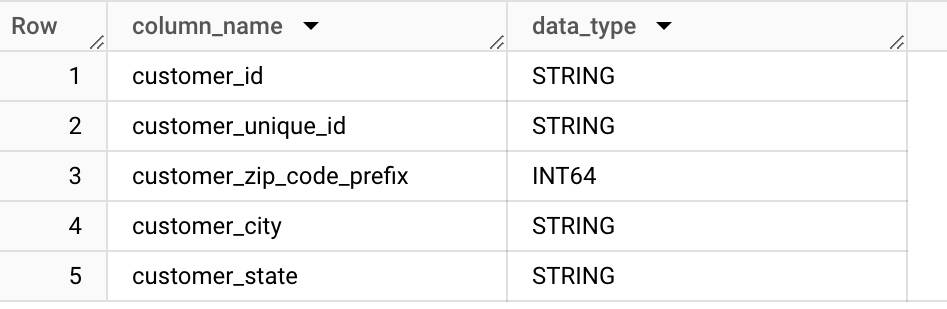 Row column_name data_type
1 customer_id STRING
2 customer_unique_id STRING
3 customer_zip_code_prefix INT64
4 customer_city STRING
5 customer_state STRING